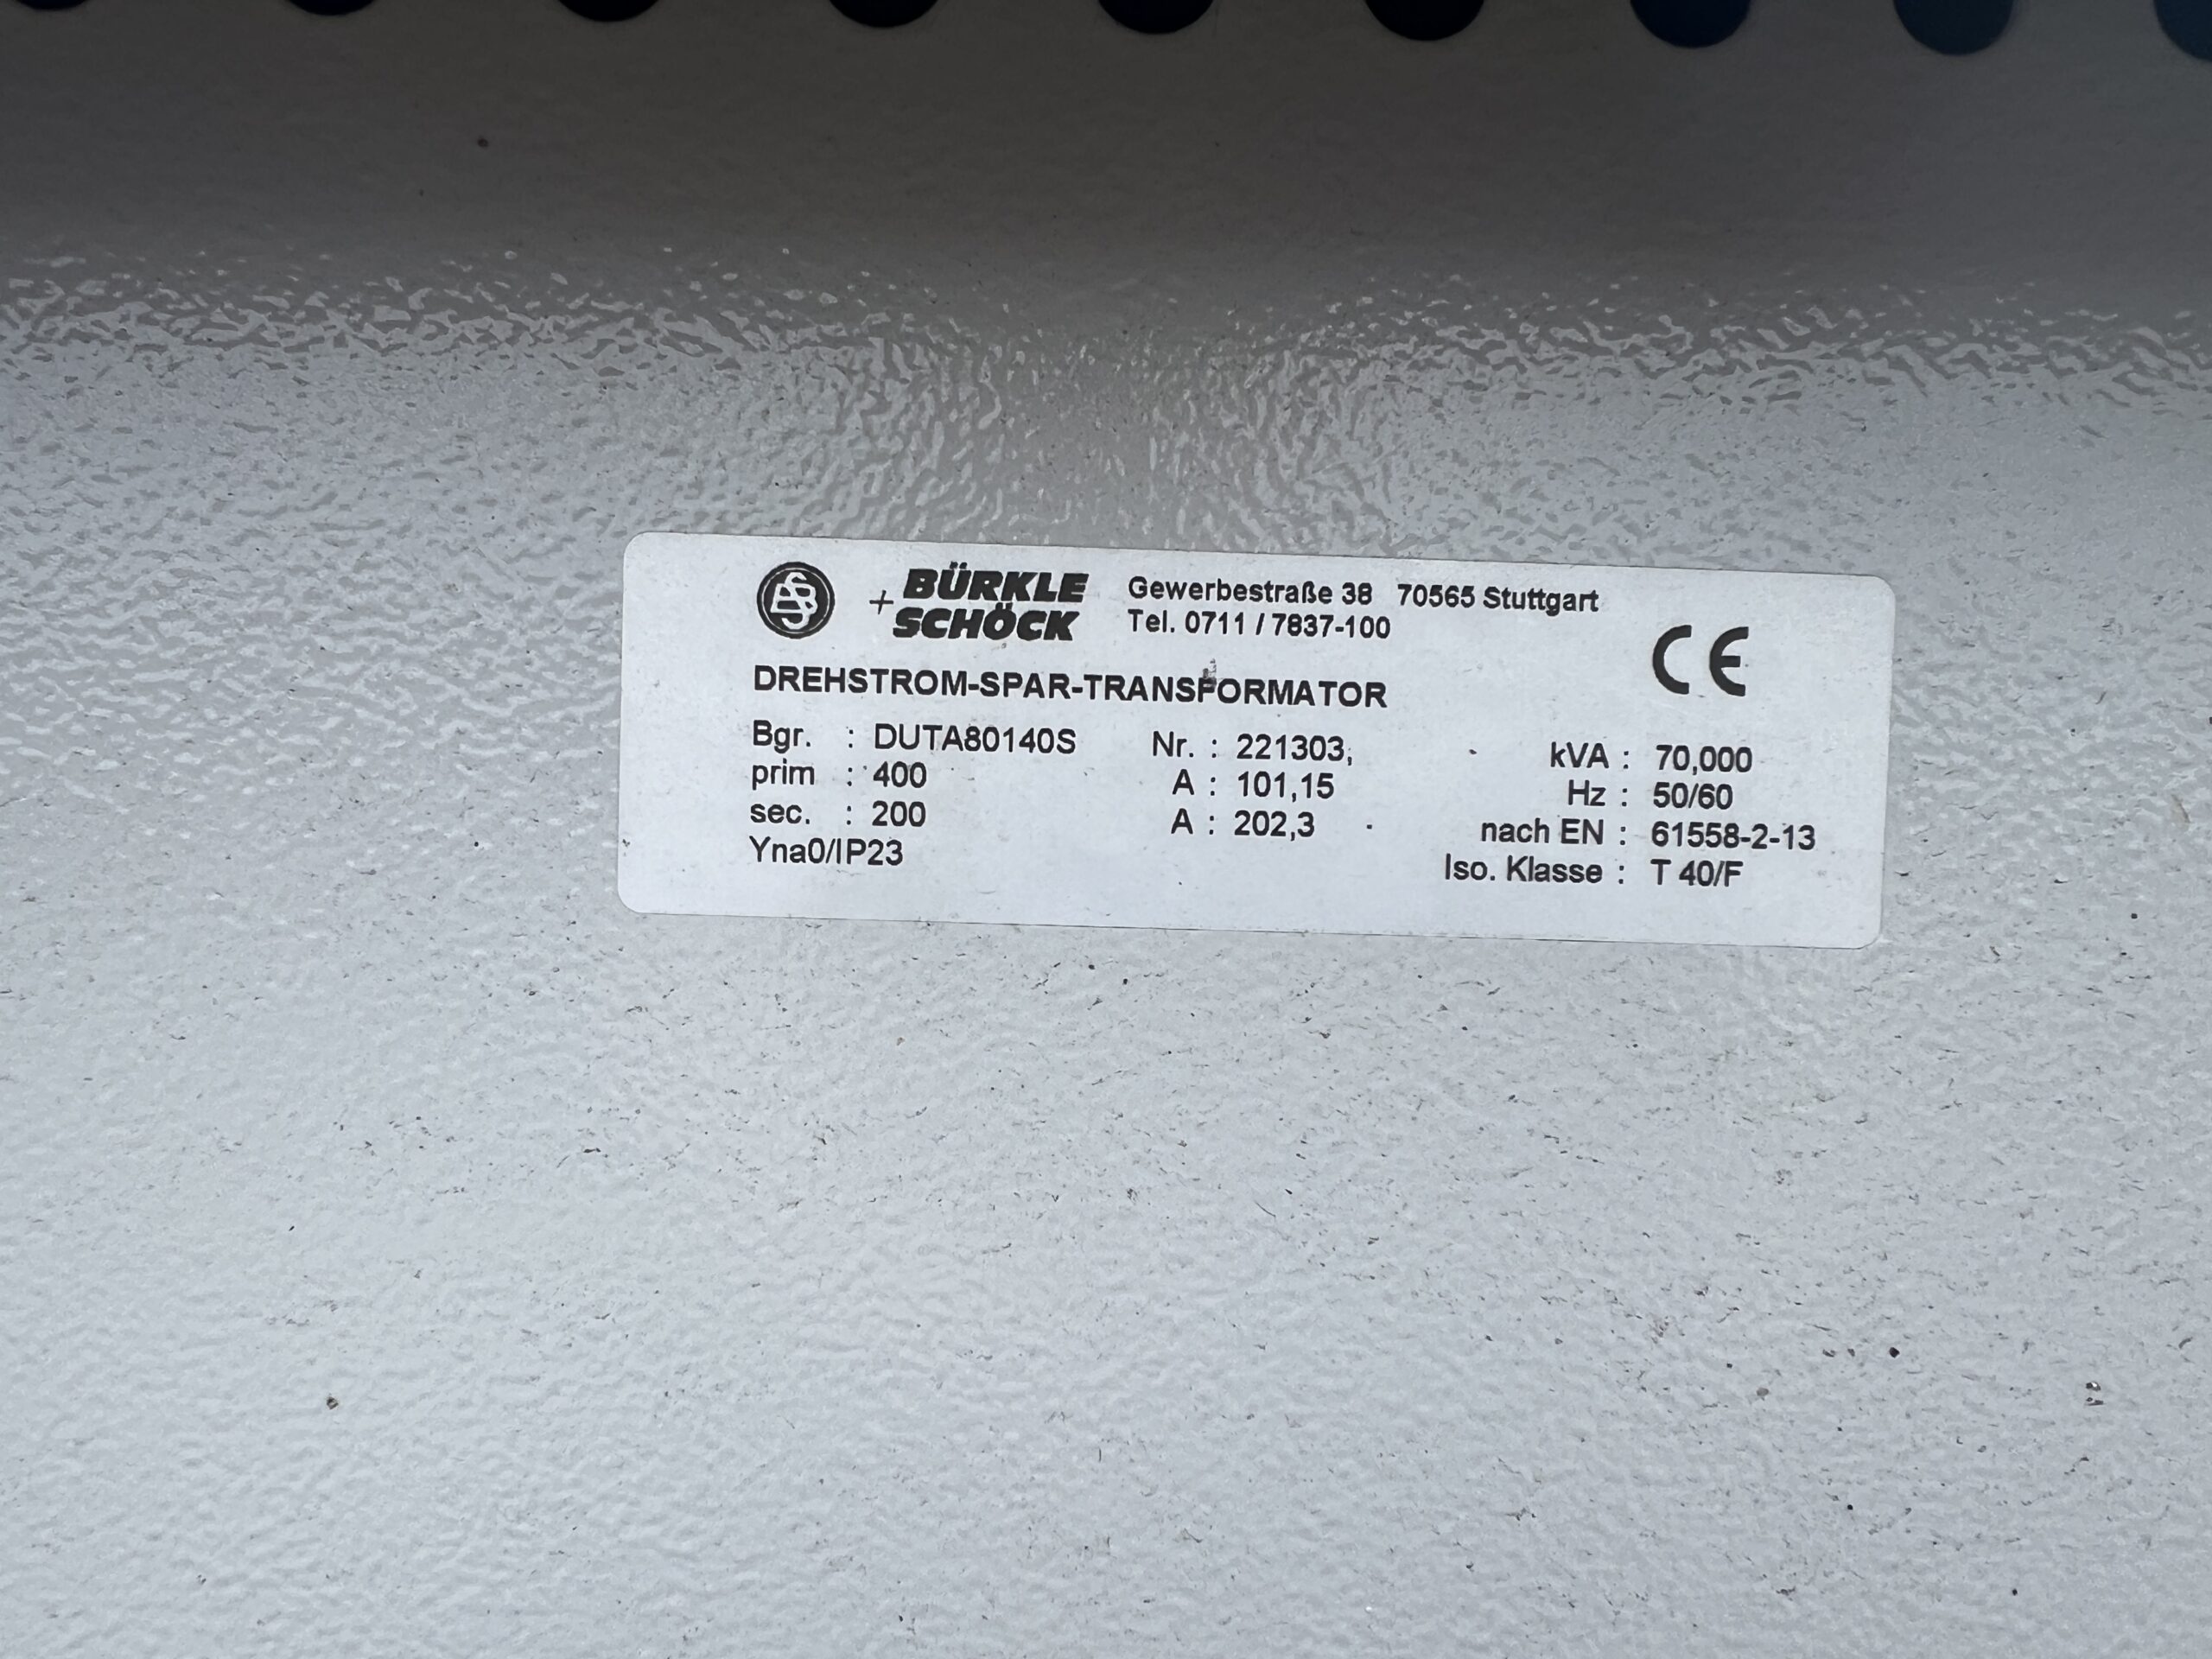 BS BÜRKLE + SCHÖCK Gewerbestraße 38 70565 Stuttgart
Tel. 0711 / 7837-100
CE
DREHSTROM-SPAR-TRANSFORMATOR
Bgr. : DUTA80140S Nr. : 221303, kVA : 70,000
prim : 400 A : 101,15 Hz : 50/60
sec. : 200 A : 202,3 nach EN : 61558-2-13
Yna0/IP23 Iso. Klasse : T 40/F